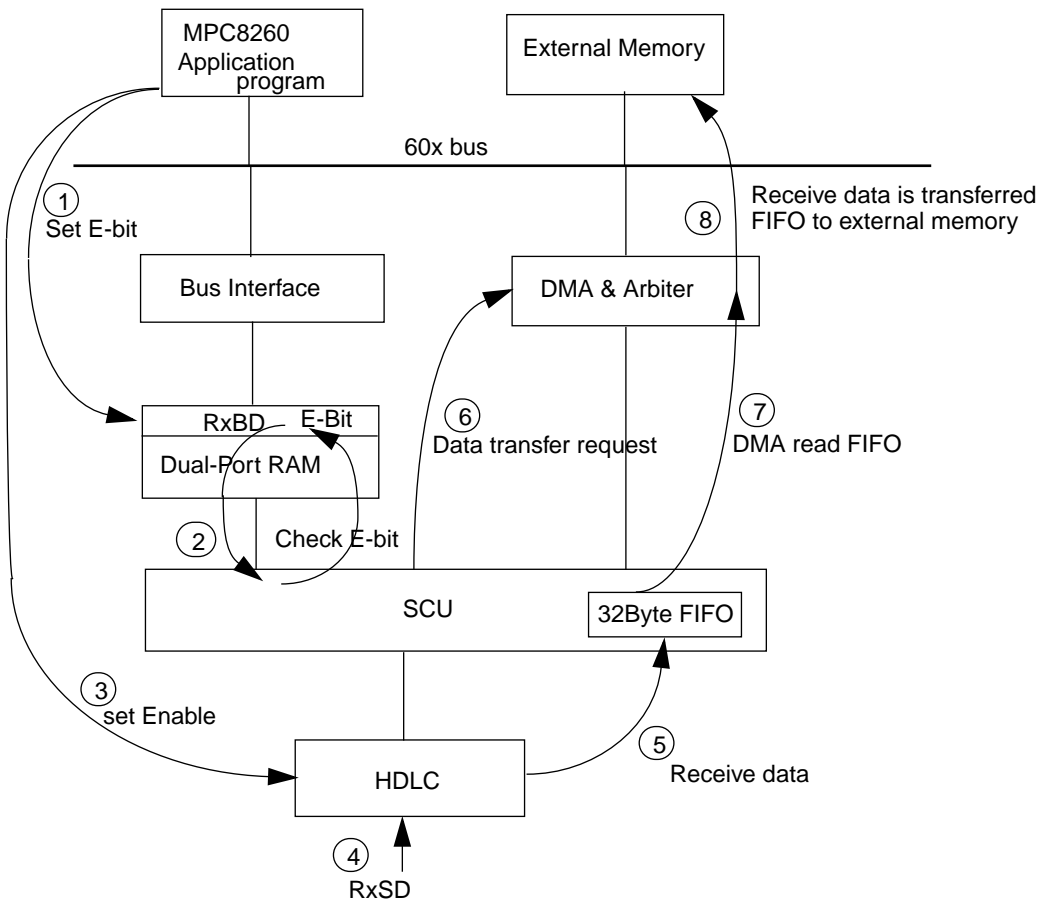 MPC8260
Application
program
External Memory
60x bus
1
Set E-bit
8
Receive data is transferred
FIFO to external memory
Bus Interface
DMA & Arbiter
RxBD
E-Bit
Dual-Port RAM
6
Data transfer request
7
DMA read FIFO
2
Check E-bit
SCU
32Byte FIFO
3
set Enable
HDLC
5
Receive data
4
RxSD